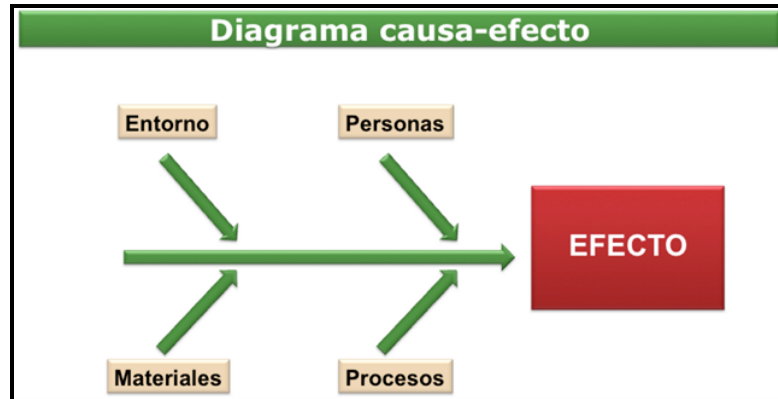 Diagrama causa-efecto
Entorno
Personas
EFECTO
Materiales
Procesos